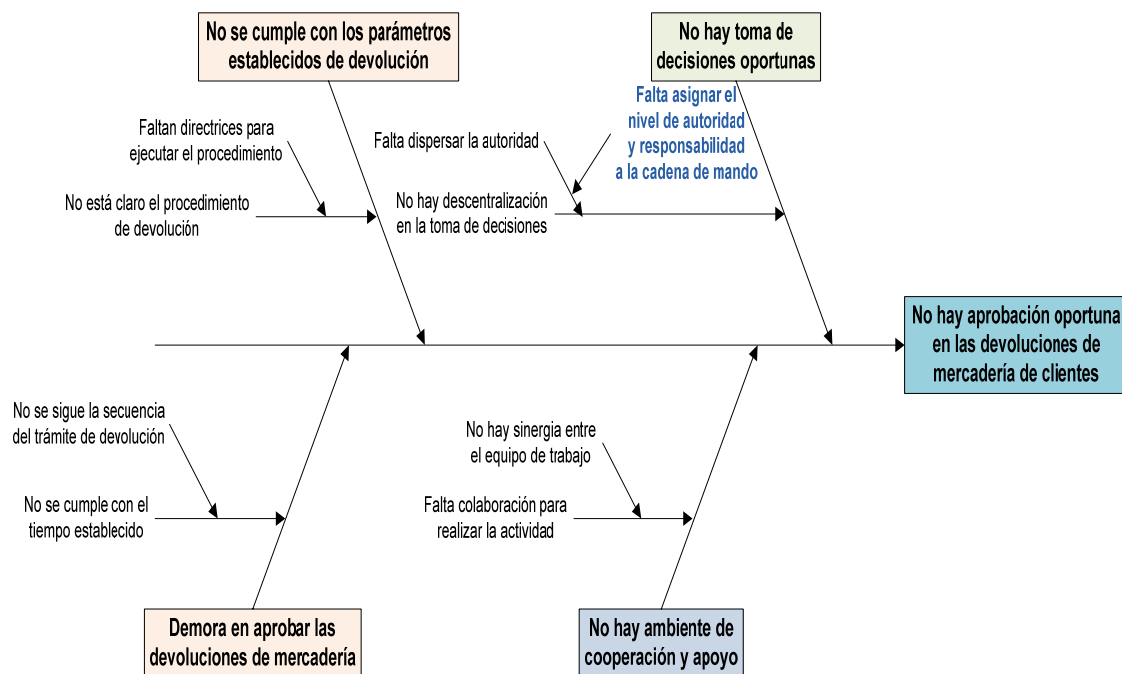 No se cumple con los parámetros
establecidos de devolución
No hay toma de
decisiones oportunas
Faltan directrices para
ejecutar el procedimiento
No está claro el procedimiento
de devolución
Falta dispersar la autoridad
Falta asignar el
nivel de autoridad
y responsabilidad
a la cadena de mando
No hay descentralización
en la toma de decisiones
No hay aprobación oportuna
en las devoluciones de
mercadería de clientes
No se sigue la secuencia
del trámite de devolución
No se cumple con el
tiempo establecido
No hay sinergia entre
el equipo de trabajo
Falta colaboración para
realizar la actividad
Demora en aprobar las
devoluciones de mercadería
No hay ambiente de
cooperación y apoyo